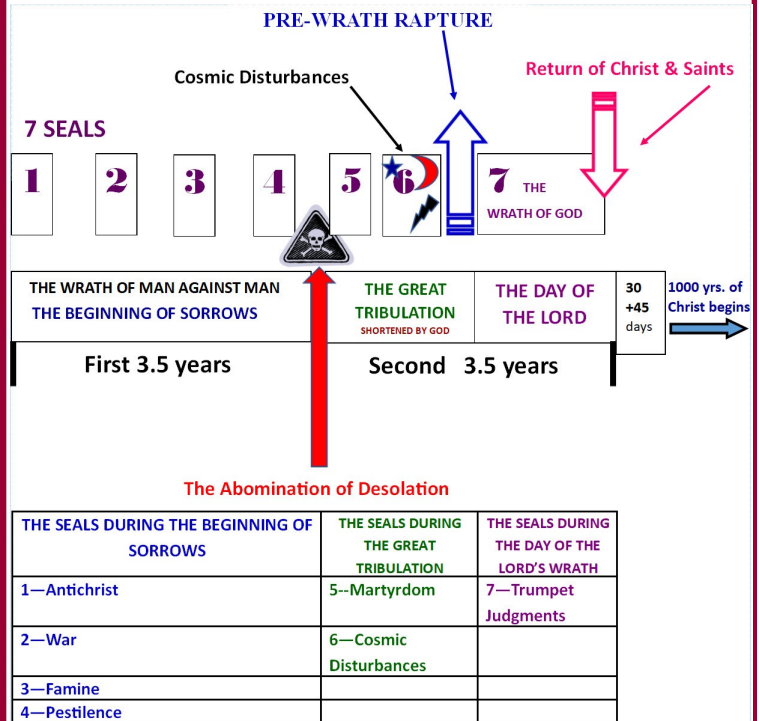 PRE-WRATH RAPTURE
Cosmic Disturbances
Return of Christ & Saints
7 SEALS
1
2
3
4
5
6
7 THE
WRATH OF GOD
THE WRATH OF MAN AGAINST MAN
THE BEGINNING OF SORROWS
THE GREAT
TRIBULATION
SHORTENED BY GOD
THE DAY OF
THE LORD
30
+45
days
1000 yrs. of
Christ begins
First 3.5 years
Second 3.5 years
The Abomination of Desolation
THE SEALS DURING THE BEGINNING OF
SORROWS
THE SEALS DURING
THE GREAT
TRIBULATION
THE SEALS DURING
THE DAY OF THE
LORD’S WRATH
1—Antichrist
5--Martyrdom
7—Trumpet
Judgments
2—War
6—Cosmic
Disturbances
3—Famine
4—Pestilence